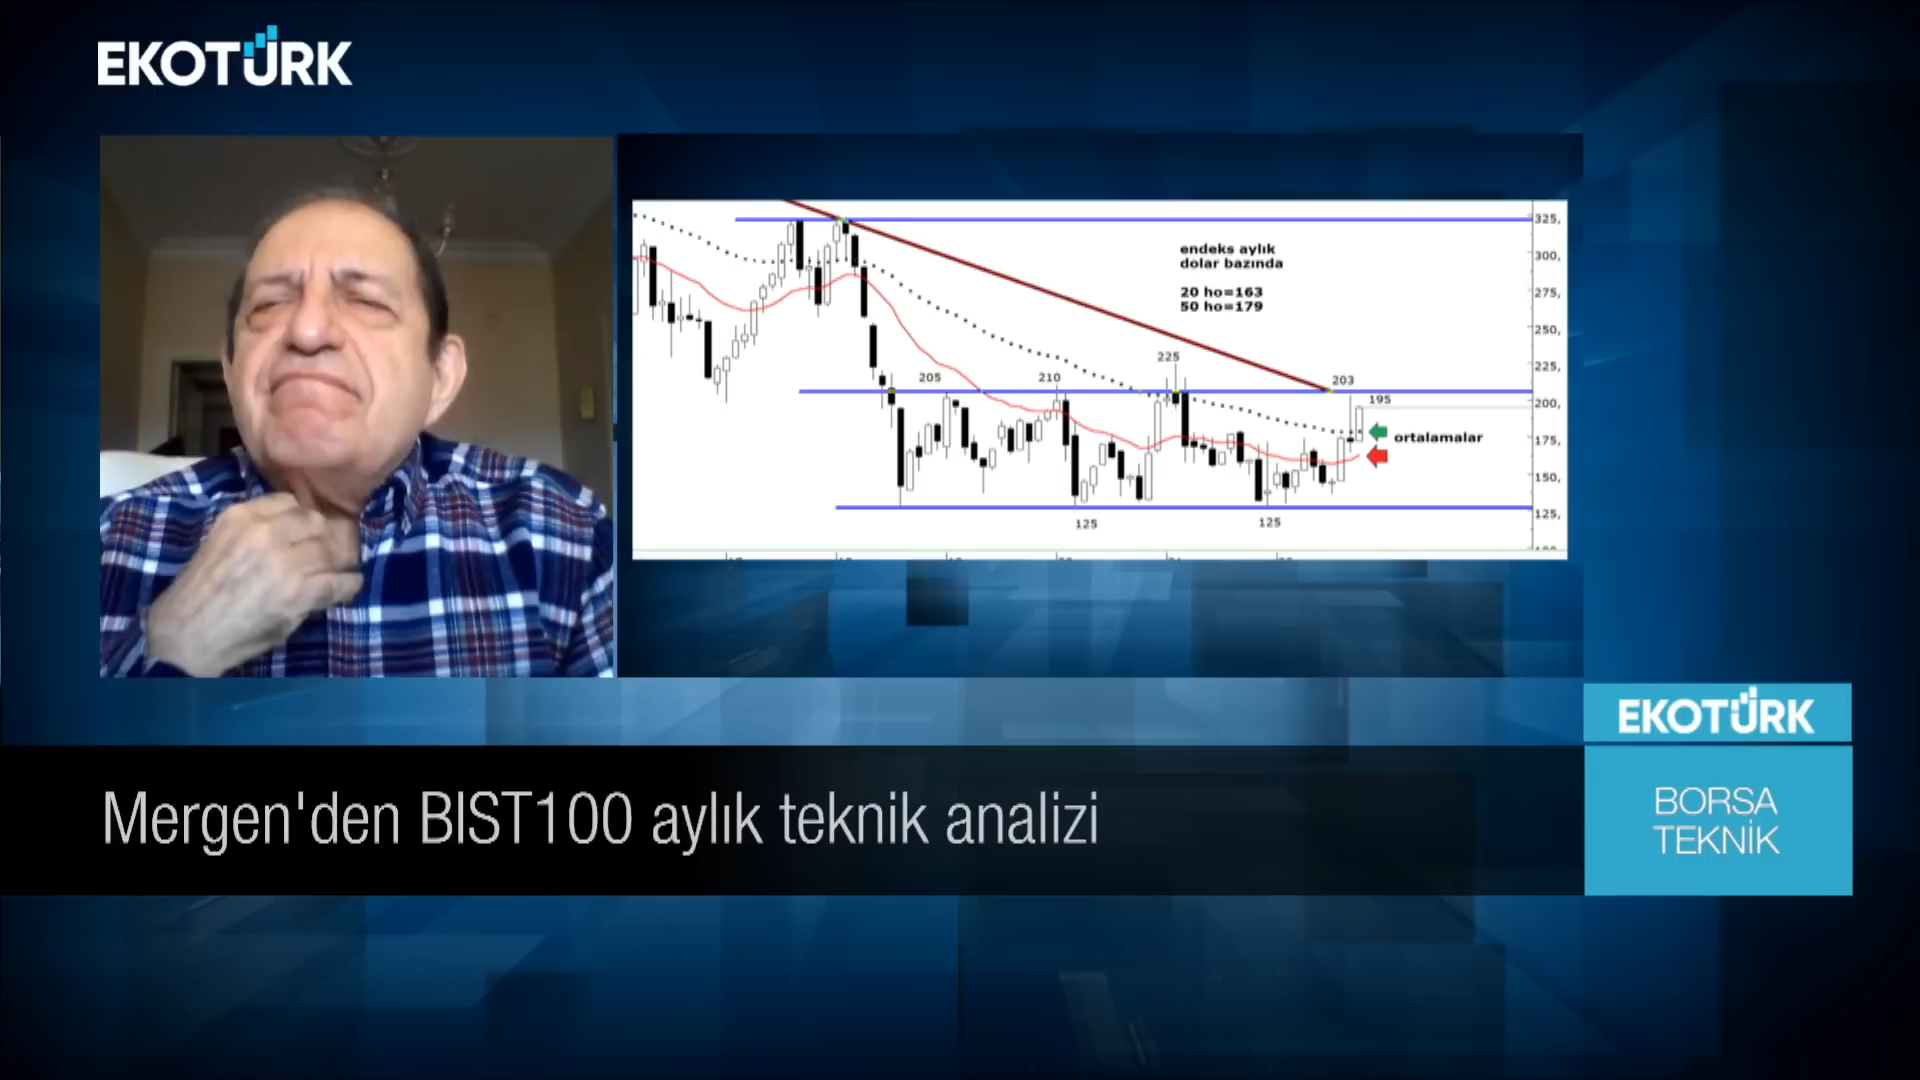 EKOTÜRK
325,
300,
275,
250,
225,
200,
175,
150,
125,
endeks aylık
dolar bazında
20 ho=163
50 ho=179
205
210
225
203
195
ortalamalar
125
125
EKOTÜRK
BORSA
TEKNİK
Mergen'den BIST100 aylık teknik analizi